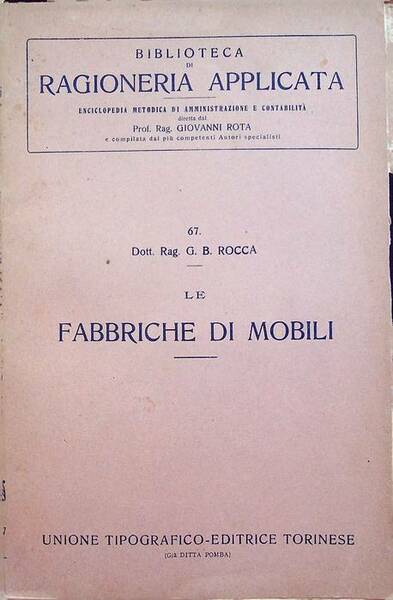 BIBLIOTECA
DI
RAGIONERIA APPLICATA
ENCICLOPEDIA METODICA DI AMMINISTRAZIONE E CONTABILITÀ
diretta dal
Prof. Rag. GIOVANNI ROTA
e compilata dai più competenti Autori specialisti
67.
Dott. Rag. G. B. ROCCA
LE
FABBRICHE DI MOBILI
UNIONE TIPOGRAFICO-EDITRICE TORINESE
(Già DITTA POMBA)